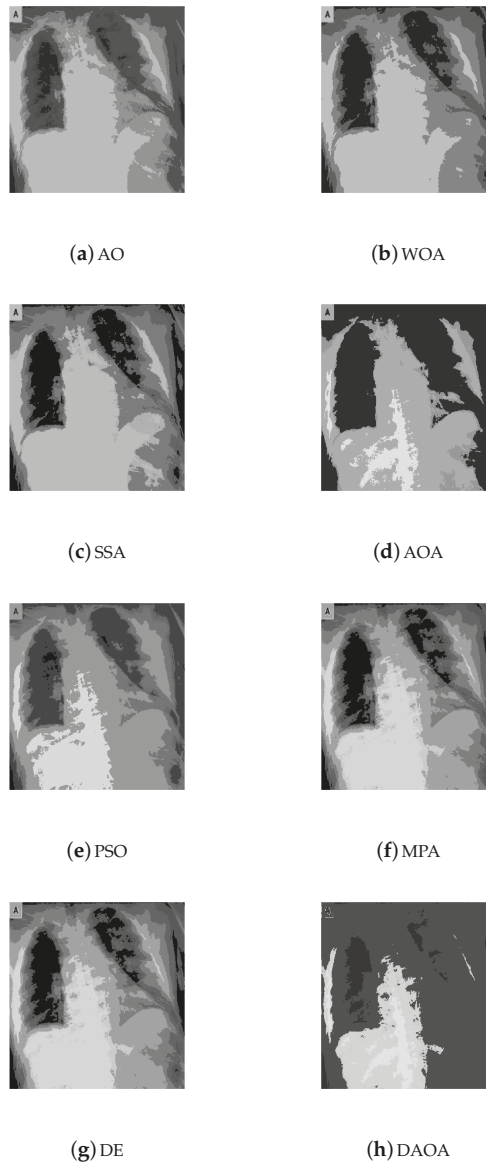 A A
(a) AO (b) WOA
A A
(c) SSA (d) AOA
A A
(e) PSO (f) MPA
A
(g) DE (h) DAOA